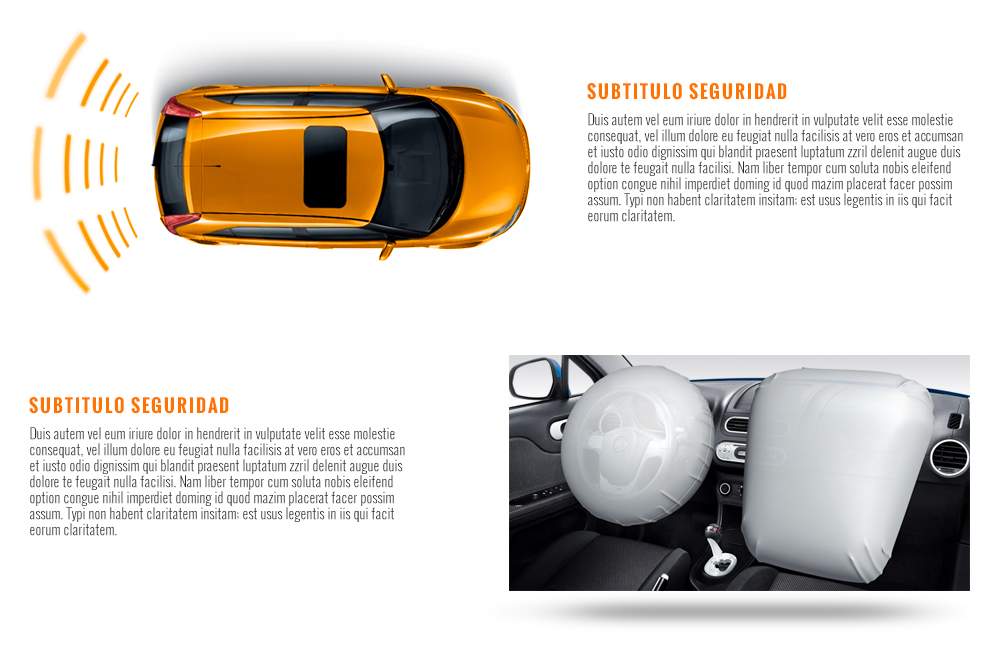 SUBTITULO SEGURIDAD
Duis autem vel eum iriure dolor in hendrerit in vulputate velit esse molestie
consequat, vel illum dolore eu feugiat nulla facilisis at vero eros et accumsan
et iusto odio dignissim qui blandit praesent luptatum zzril delenit augue duis
dolore te feugait nulla facilisi. Nam liber tempor cum soluta nobis eleifend
option congue nihil imperdiet doming id quod mazim placerat facer possim
assum. Typi non habent claritatem insitam; est usus legentis in iis qui facit
eorum claritatem.
SUBTITULO SEGURIDAD
Duis autem vel eum iriure dolor in hendrerit in vulputate velit esse molestie
consequat, vel illum dolore eu feugiat nulla facilisis at vero eros et accumsan
et iusto odio dignissim qui blandit praesent luptatum zzril delenit augue duis
dolore te feugait nulla facilisi. Nam liber tempor cum soluta nobis eleifend
option congue nihil imperdiet doming id quod mazim placerat facer possim
assum. Typi non habent claritatem insitam; est usus legentis in iis qui facit
eorum claritatem.